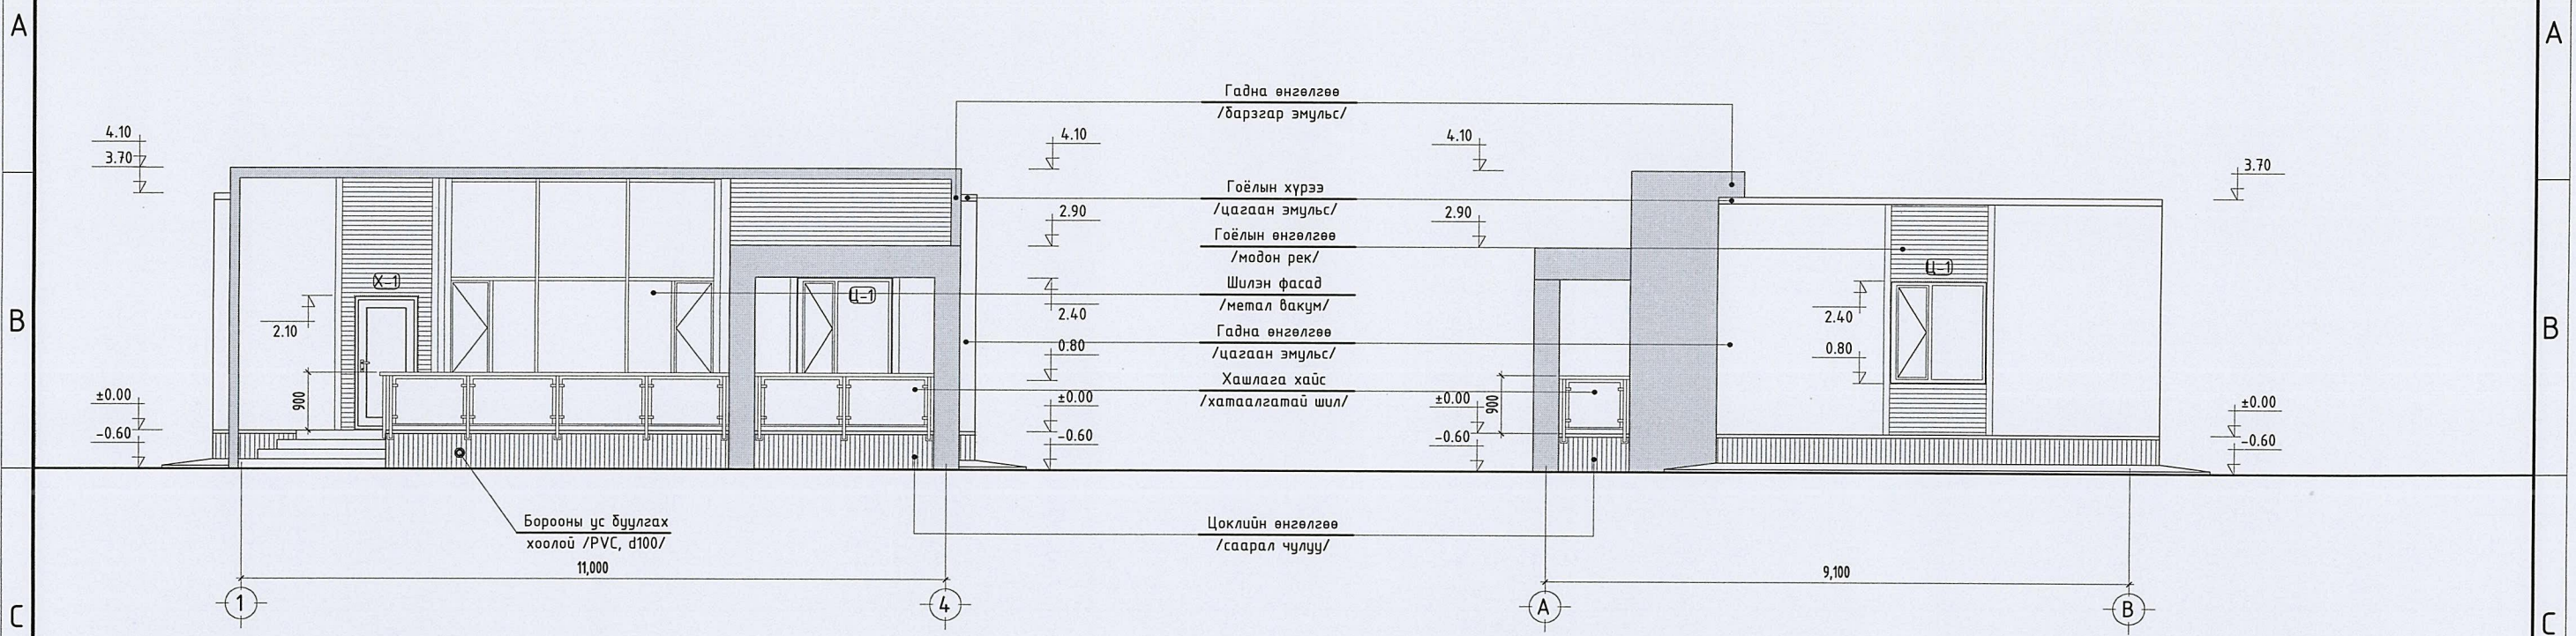 A
A
Гадна өнгөлгөө
/барзгар эмульс/
4.10
3.70
4.10
4.10
3.70
Гоёлын хүрээ
/цагаан эмульс/
2.90
2.90
Гоёлын өнгөлгөө
/модон рек/
Х-1
Ц-1
Шилэн фасад
/метал вакум/
Ц-1
2.10
2.40
2.40
B
B
Гадна өнгөлгөө
/цагаан эмульс/
0.80
0.80
Хашлага хайс
/хатаалгатай шил/
±0.00
900
±0.00
±0.00
900
±0.00
-0.60
-0.60
-0.60
-0.60
Борооны ус буулгах
хоолой /PVC, d100/
Цоклийн өнгөлгөө
/саарал чулуу/
11,000
9,100
1
4
A
B
C
C